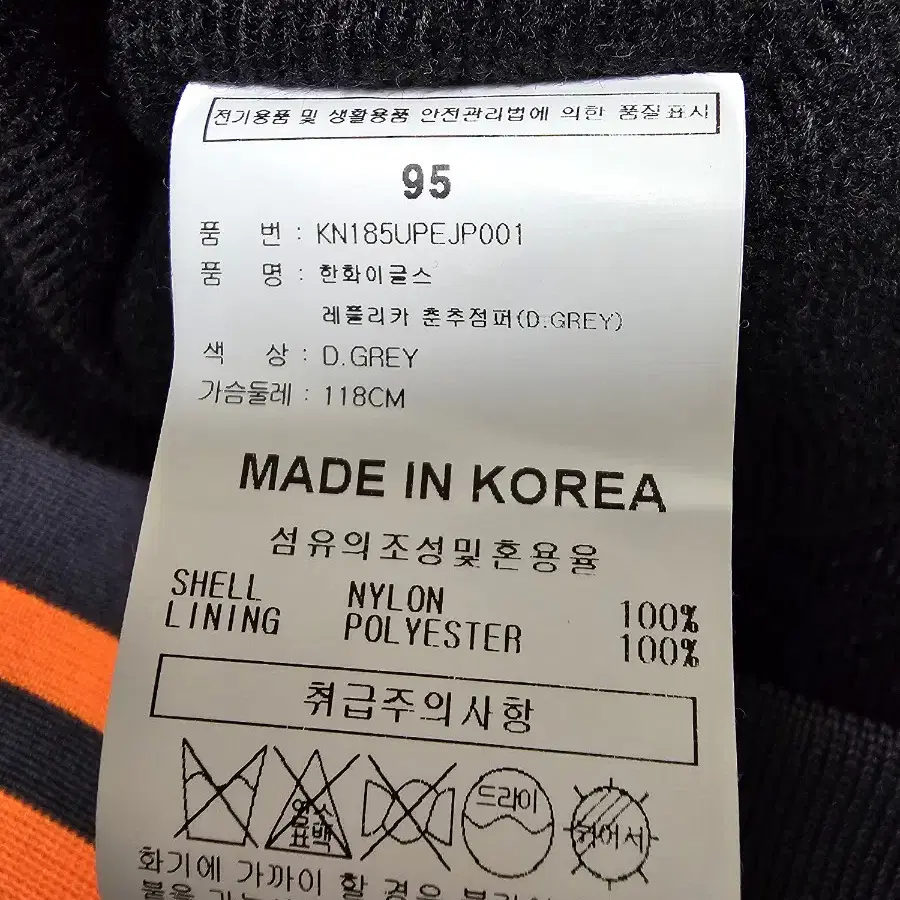 전기용품 및 생활용품 안전관리법에 의한 품질표시
95
품 번 : KN185UPEJP001
품 명 : 한화이글스
레플리카 춘추점퍼(D.GREY)
색 상 : D.GREY
가슴둘레 : 118CM
MADE IN KOREA
섬유의조성및혼용율
SHELL NYLON 100%
LINING POLYESTER 100%
취급주의사항
염소
표백
드라이
뉘어서
화기에 가까이 할 경우